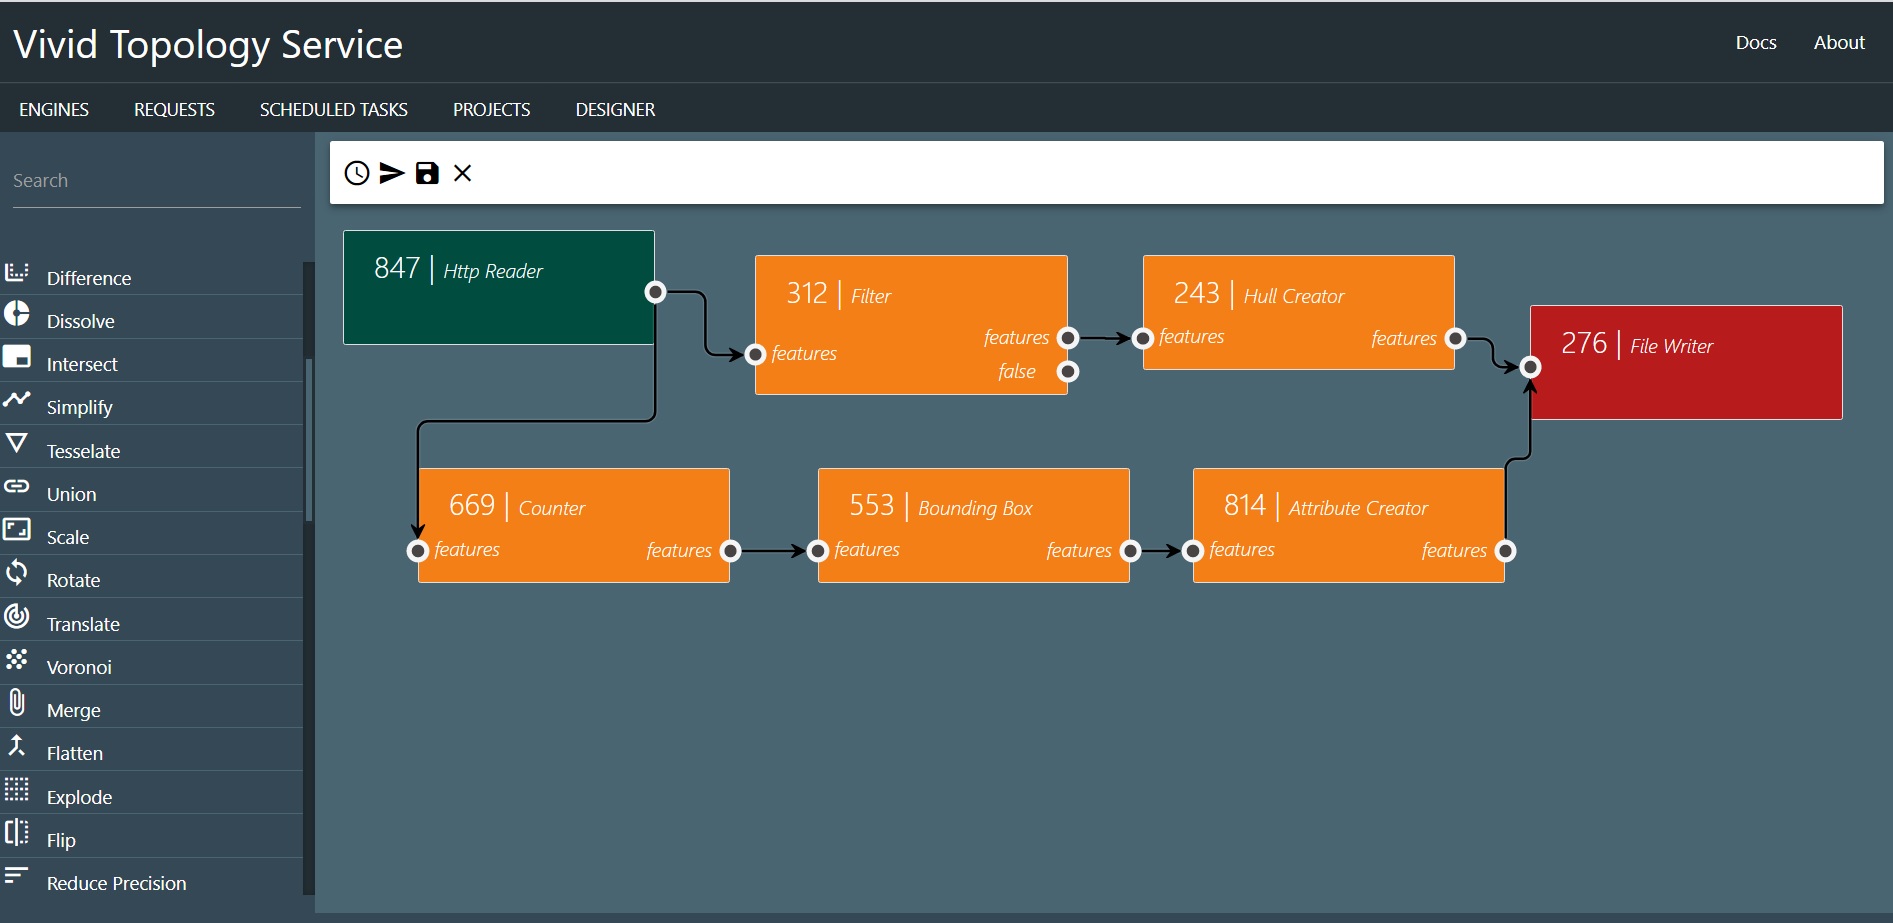 Vivid Topology Service
Docs About
ENGINES REQUESTS SCHEDULED TASKS PROJECTS DESIGNER
Search
Difference
Dissolve
Intersect
Simplify
Tesselate
Union
Scale
Rotate
Translate
Voronoi
Merge
Flatten
Explode
Flip
Reduce Precision
847 | Http Reader
312 | Filter
features
features
false
243 | Hull Creator
features features
276 | File Writer
669 | Counter
features features
553 | Bounding Box
features features
814 | Attribute Creator
features features